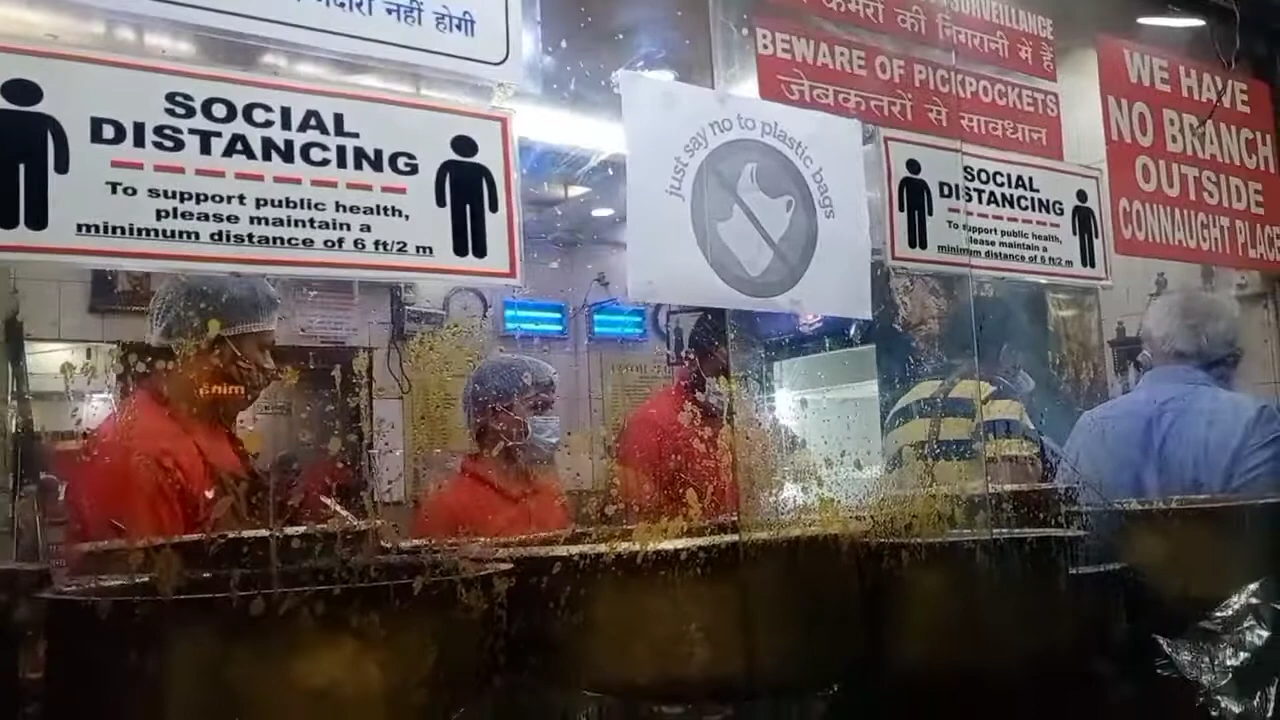 नहीं होगी
SOCIAL
DISTANCING
To support public health,
please maintain a
minimum distance of 6 ft/2 m
just say no to plastic bags
SURVEILLANCE
कैमरों की निगरानी में हैं
BEWARE OF PICKPOCKETS
जेबकतरों से सावधान
SOCIAL
DISTANCING
To support public health,
please maintain a
minimum distance of 6 ft/2 m
WE HAVE
NO BRANCH
OUTSIDE
CONNAUGHT PLACE